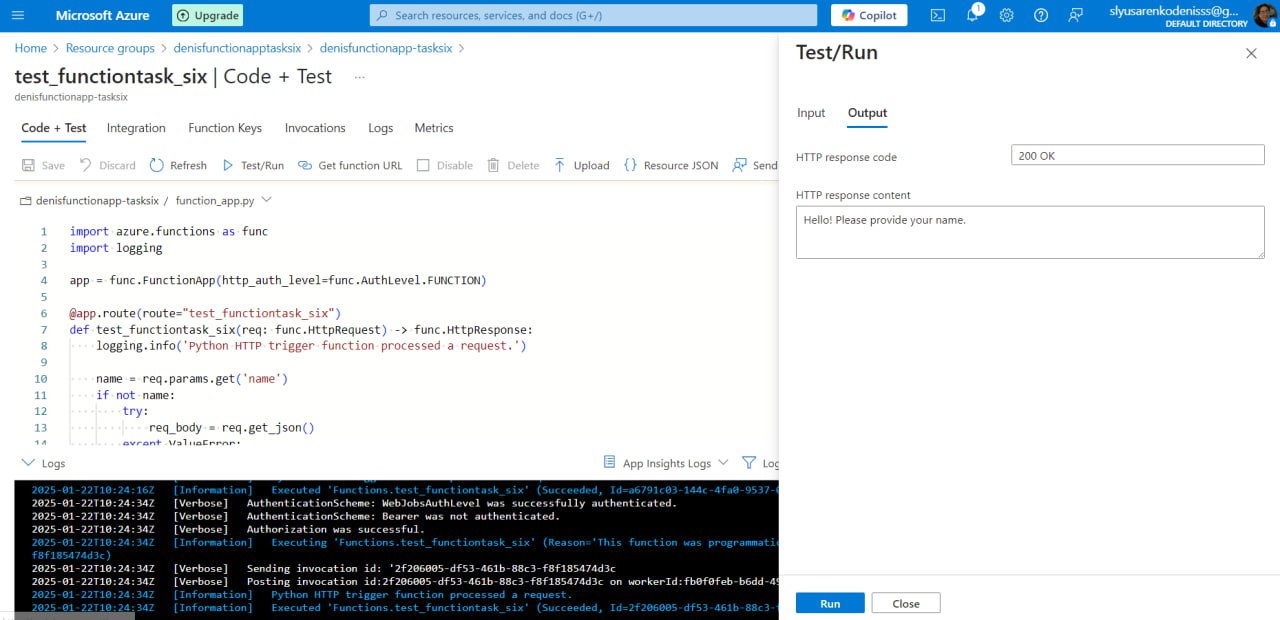 Microsoft Azure
Upgrade
Search resources, services, and docs (G+/)
Copilot
1
slyusarenkodenisss@g...
DEFAULT DIRECTORY
Home > Resource groups > denisfunctionapptasksix > denisfunctionapp-tasksix >
test_functiontask_six | Code + Test ...
denisfunctionapp-tasksix
Code + Test Integration Function Keys Invocations Logs Metrics
Save Discard Refresh Test/Run Get function URL Disable Delete Upload Resource JSON Send
denisfunctionapp-tasksix / function_app.py
1 import azure.functions as func
2 import logging
3
4 app = func.FunctionApp(http_auth_level=func.AuthLevel.FUNCTION)
5
6 @app.route(route="test_functiontask_six")
7 def test_functiontask_six(req: func.HttpRequest) -> func.HttpResponse:
8 logging.info('Python HTTP trigger function processed a request.')
9
10 name = req.params.get('name')
11 if not name:
12 try:
13 req_body = req.get_json()
14 except ValueError:
Logs
App Insights Logs
Log
2025-01-22T10:24:16Z [Information] Executed 'Functions.test_functiontask_six' (Succeeded, Id=a6791c03-144c-4fa0-9537-
2025-01-22T10:24:34Z [Verbose] AuthenticationScheme: WebJobsAuthLevel was successfully authenticated.
2025-01-22T10:24:34Z [Verbose] AuthenticationScheme: Bearer was not authenticated.
2025-01-22T10:24:34Z [Verbose] Authorization was successful.
2025-01-22T10:24:34Z [Information] Executing 'Functions.test_functiontask_six' (Reason='This function was programmatic
f8f185474d3c)
2025-01-22T10:24:34Z [Verbose] Sending invocation id: '2f206005-df53-461b-88c3-f8f185474d3c
2025-01-22T10:24:34Z [Verbose] Posting invocation id:2f206005-df53-461b-88c3-f8f185474d3c on workerId:fb0f0feb-b6dd-49
2025-01-22T10:24:34Z [Information] Python HTTP trigger function processed a request.
2025-01-22T10:24:34Z [Information] Executed 'Functions.test_functiontask_six' (Succeeded, Id=2f206005-df53-461b-88c3-f
Test/Run
Input Output
HTTP response code
200 OK
HTTP response content
Hello! Please provide your name.
Run Close